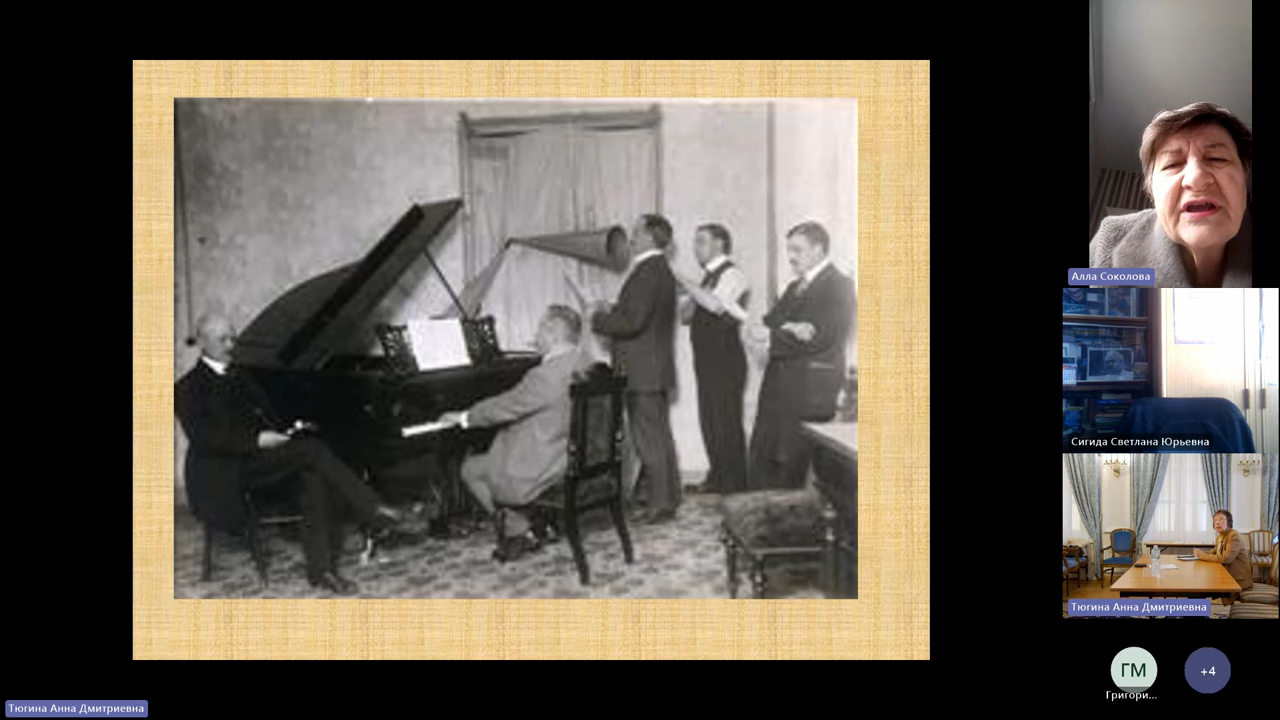 Алла Соколова
Сигида Светлана Юрьевна
Тюгина Анна Дмитриевна
ГМ
Григори...
+4
Тюгина Анна Дмитриевна